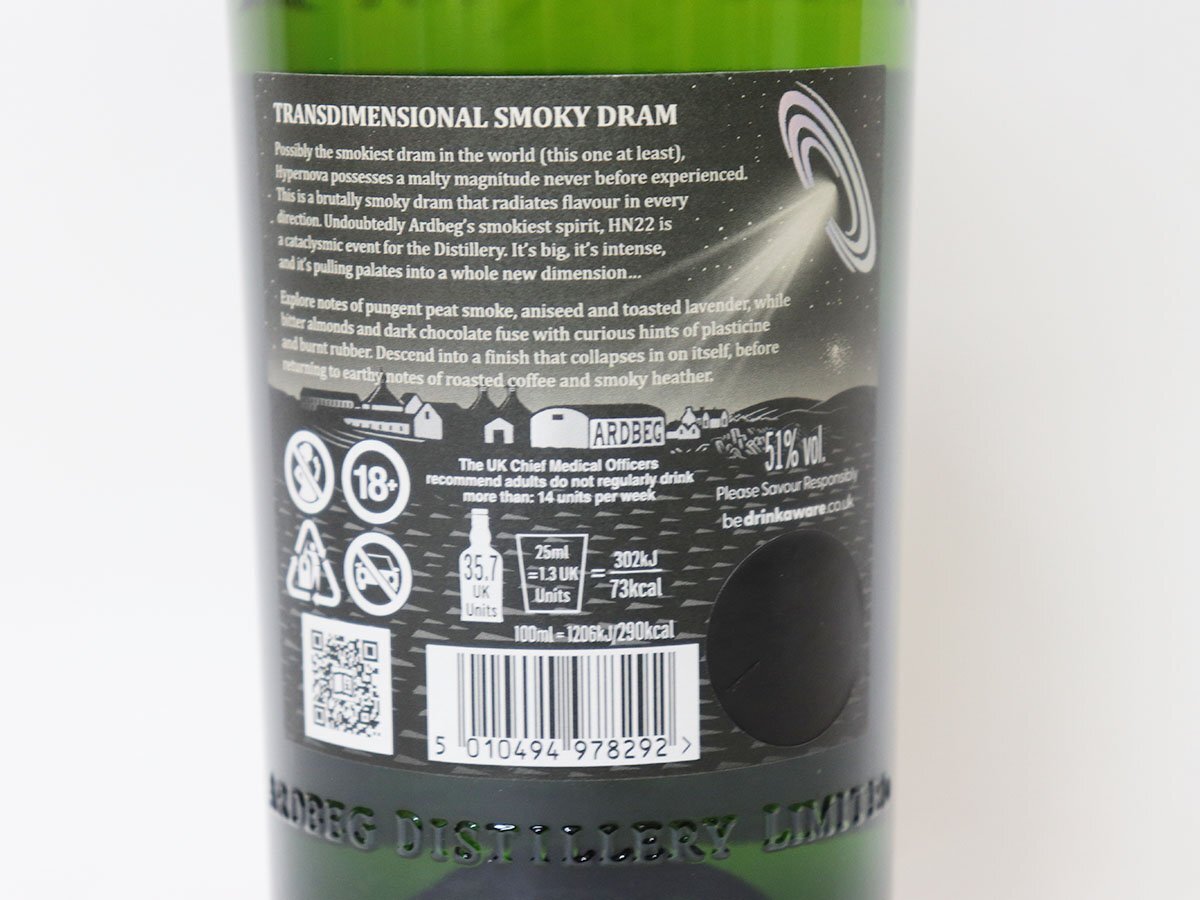 TRANSDIMENSIONAL SMOKY DRAM
Possibly the smokiest dram in the world (this one at least),
Hypernova possesses a malty magnitude never before experienced.
This is a brutally smoky dram that radiates flavour in every
direction. Undoubtedly Ardbeg's smokiest spirit, HN22 is
a cataclysmic event for the Distillery. It's big, it's intense,
and it's pulling palates into a whole new dimension...
Explore notes of pungent peat smoke, aniseed and toasted lavender, while
bitter almonds and dark chocolate fuse with curious hints of plasticine
and burnt rubber. Descend into a finish that collapses in on itself, before
returning to earthy notes of roasted coffee and smoky heather.
ARDBEG
51% vol.
Please Savour Responsibly
bedrinkaware.co.uk
18+
The UK Chief Medical Officers
recommend adults do not regularly drink
more than: 14 units per week
35.7
UK
Units
25ml
=1.3 UK
Units
=
302kJ
73kcal
100ml=1206kJ/290kcal
5 010494 978292 >
ARDBEG DISTILLERY LIMITED